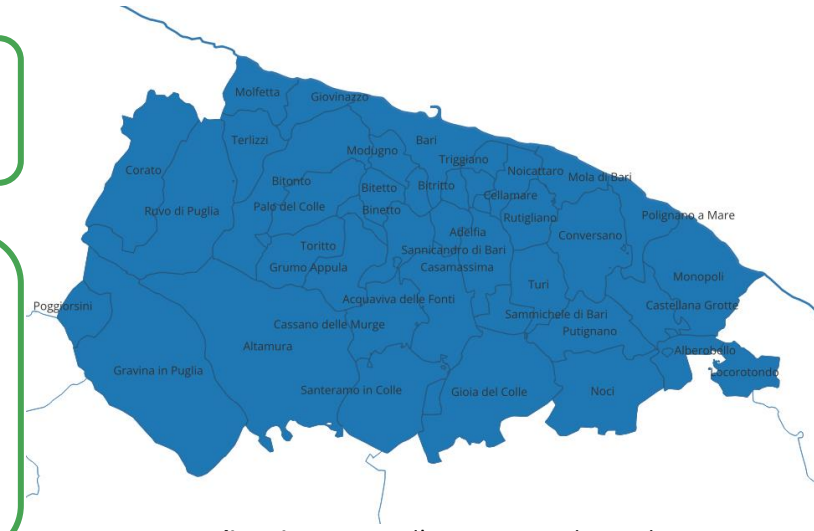 Molfetta
Giovinazzo
Terlizzi
Bari
Modugno
Triggiano
Corato
Noicattaro
Mola di Bari
Bitonto
Bitetto
Bitritto
Cellamare
Ruvo di Puglia
Palo del Colle
Binetto
Rutigliano
Polignano a Mare
Adelfia
Conversano
Toritto
Sannicandro di Bari
Grumo Appula
Casamassima
Monopoli
Turi
Poggiorsini
Acquaviva delle Fonti
Castellana Grotte
Sammichele di Bari
Cassano delle Murge
Putignano
Altamura
Alberobello
Gravina in Puglia
Locorotondo
Santeramo in Colle
Gioia del Colle
Noci